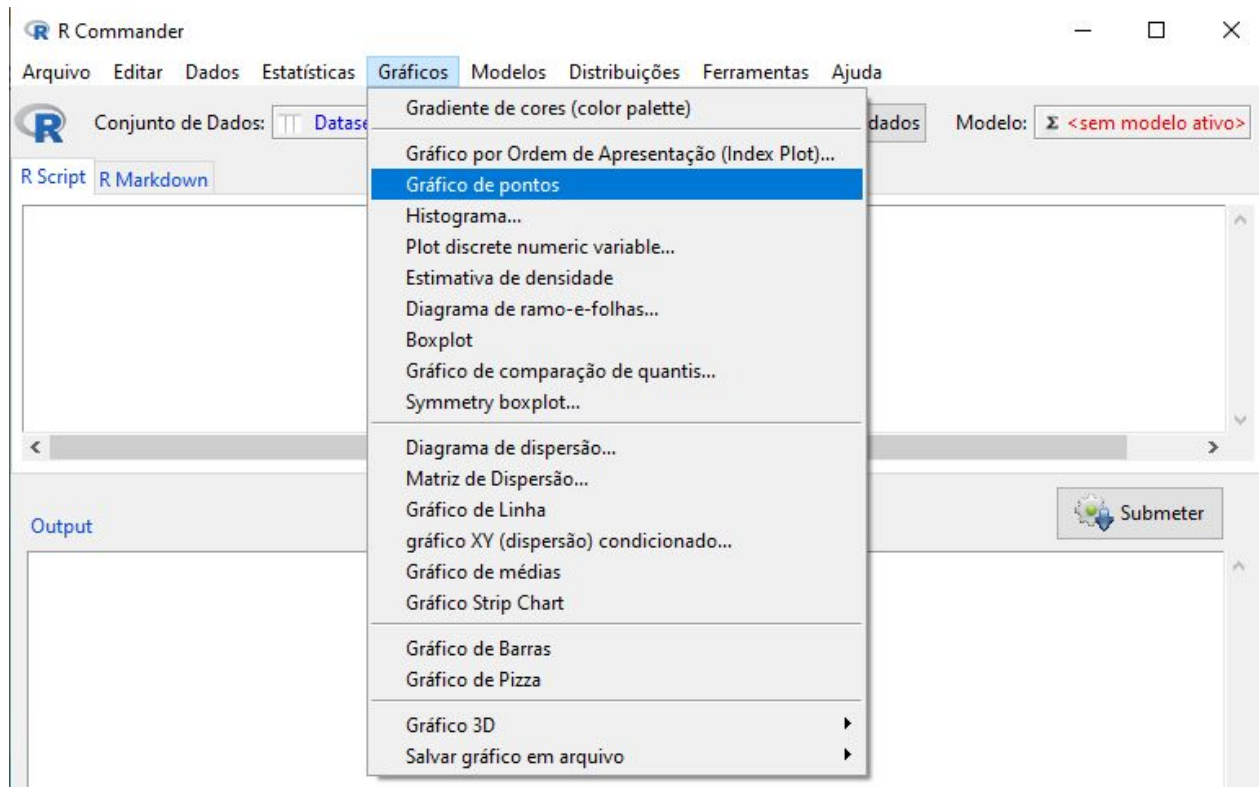 R Commander
Arquivo Editar Dados Estatísticas Gráficos Modelos Distribuições Ferramentas Ajuda
R Conjunto de Dados: dados Modelo: Σ <sem modelo ativo>
R Script R Markdown
Gradiente de cores (color palette)
Gráfico por Ordem de Apresentação (Index Plot)...
Gráfico de pontos
Histograma...
Plot discrete numeric variable...
Estimativa de densidade
Diagrama de ramo-e-folhas...
Boxplot
Gráfico de comparação de quantis...
Symmetry boxplot...
Diagrama de dispersão...
Matriz de Dispersão...
Gráfico de Linha
gráfico XY (dispersão) condicionado...
Gráfico de médias
Gráfico Strip Chart
Gráfico de Barras
Gráfico de Pizza
Gráfico 3D
Salvar gráfico em arquivo
Output
Submeter